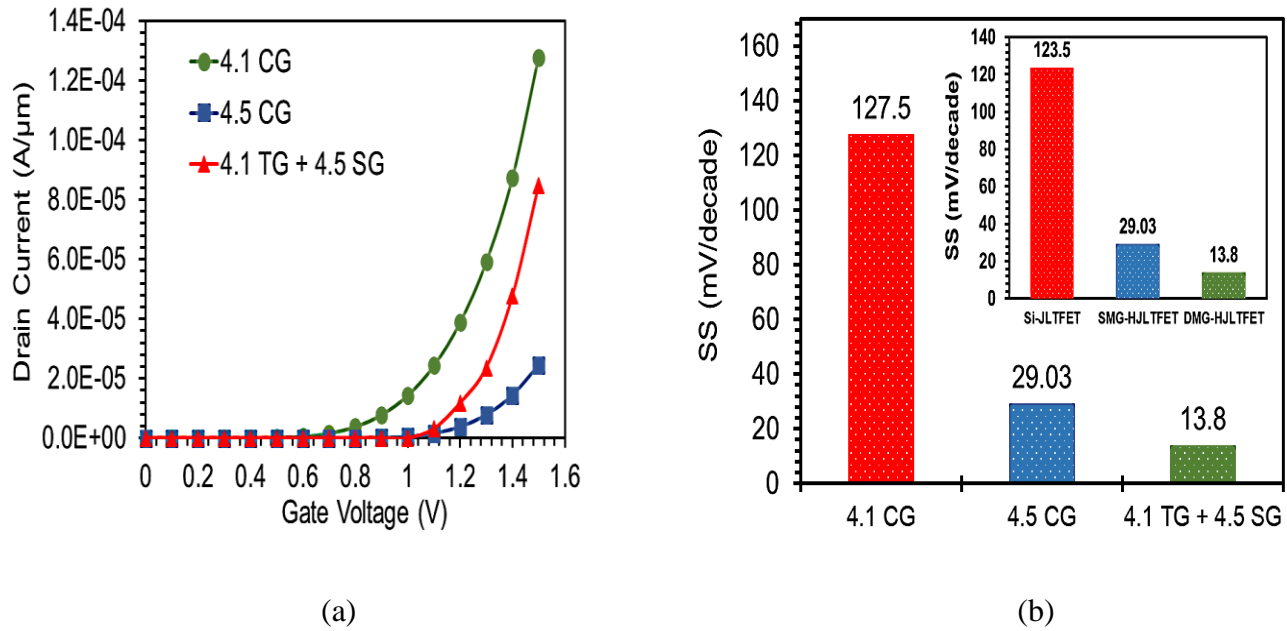 1.4E-04
1.2E-04
1.0E-04
8.0E-05
6.0E-05
4.0E-05
2.0E-05
0.0E+00
Drain Current (A/μm)
4.1 CG
4.5 CG
4.1 TG + 4.5 SG
0 0.2 0.4 0.6 0.8 1.0 1.2 1.4 1.6
Gate Voltage (V)
(a)
160
140
120
100
80
60
40
20
0
SS (mV/decade)
127.5
29.03
13.8
4.1 CG 4.5 CG 4.1 TG + 4.5 SG
140
120
100
80
60
40
20
0
SS (mV/decade)
123.5
29.03
13.8
Si-JLTFET SMG-HJLTFET DMG-HJLTFET
(b)